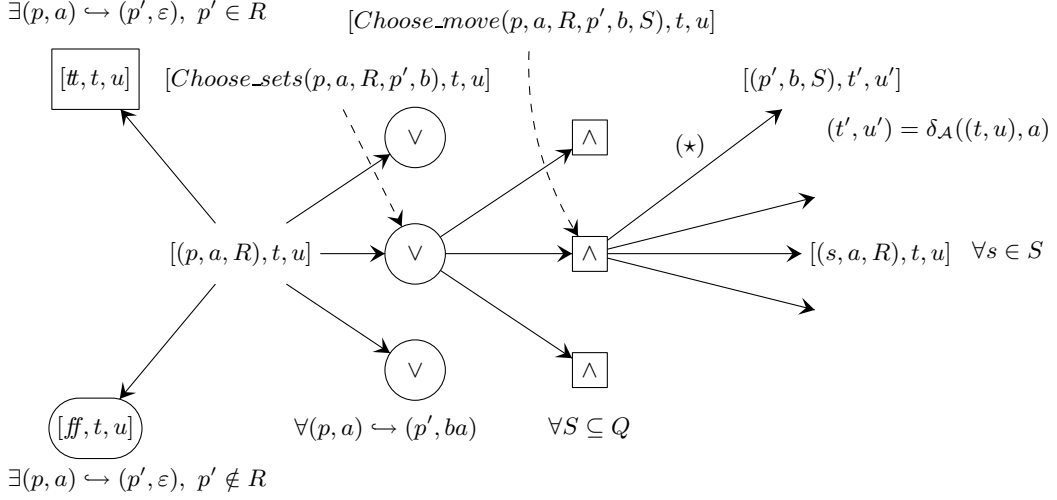 ∃(p, a) ↪ (p′, ε), p′ ∈ R
[Choose_move(p, a, R, p′, b, S), t, u]
[tt, t, u]
[Choose_sets(p, a, R, p′, b), t, u]
[(p′, b, S), t′, u′]
∨
∧
(⋆)
(t′, u′) = δ_𝒜((t, u), a)
[(p, a, R), t, u]
∨
∧
[(s, a, R), t, u] ∀s ∈ S
∨
∧
[ff, t, u]
∀(p, a) ↪ (p′, ba)
∀S ⊆ Q
∃(p, a) ↪ (p′, ε), p′ ∉ R